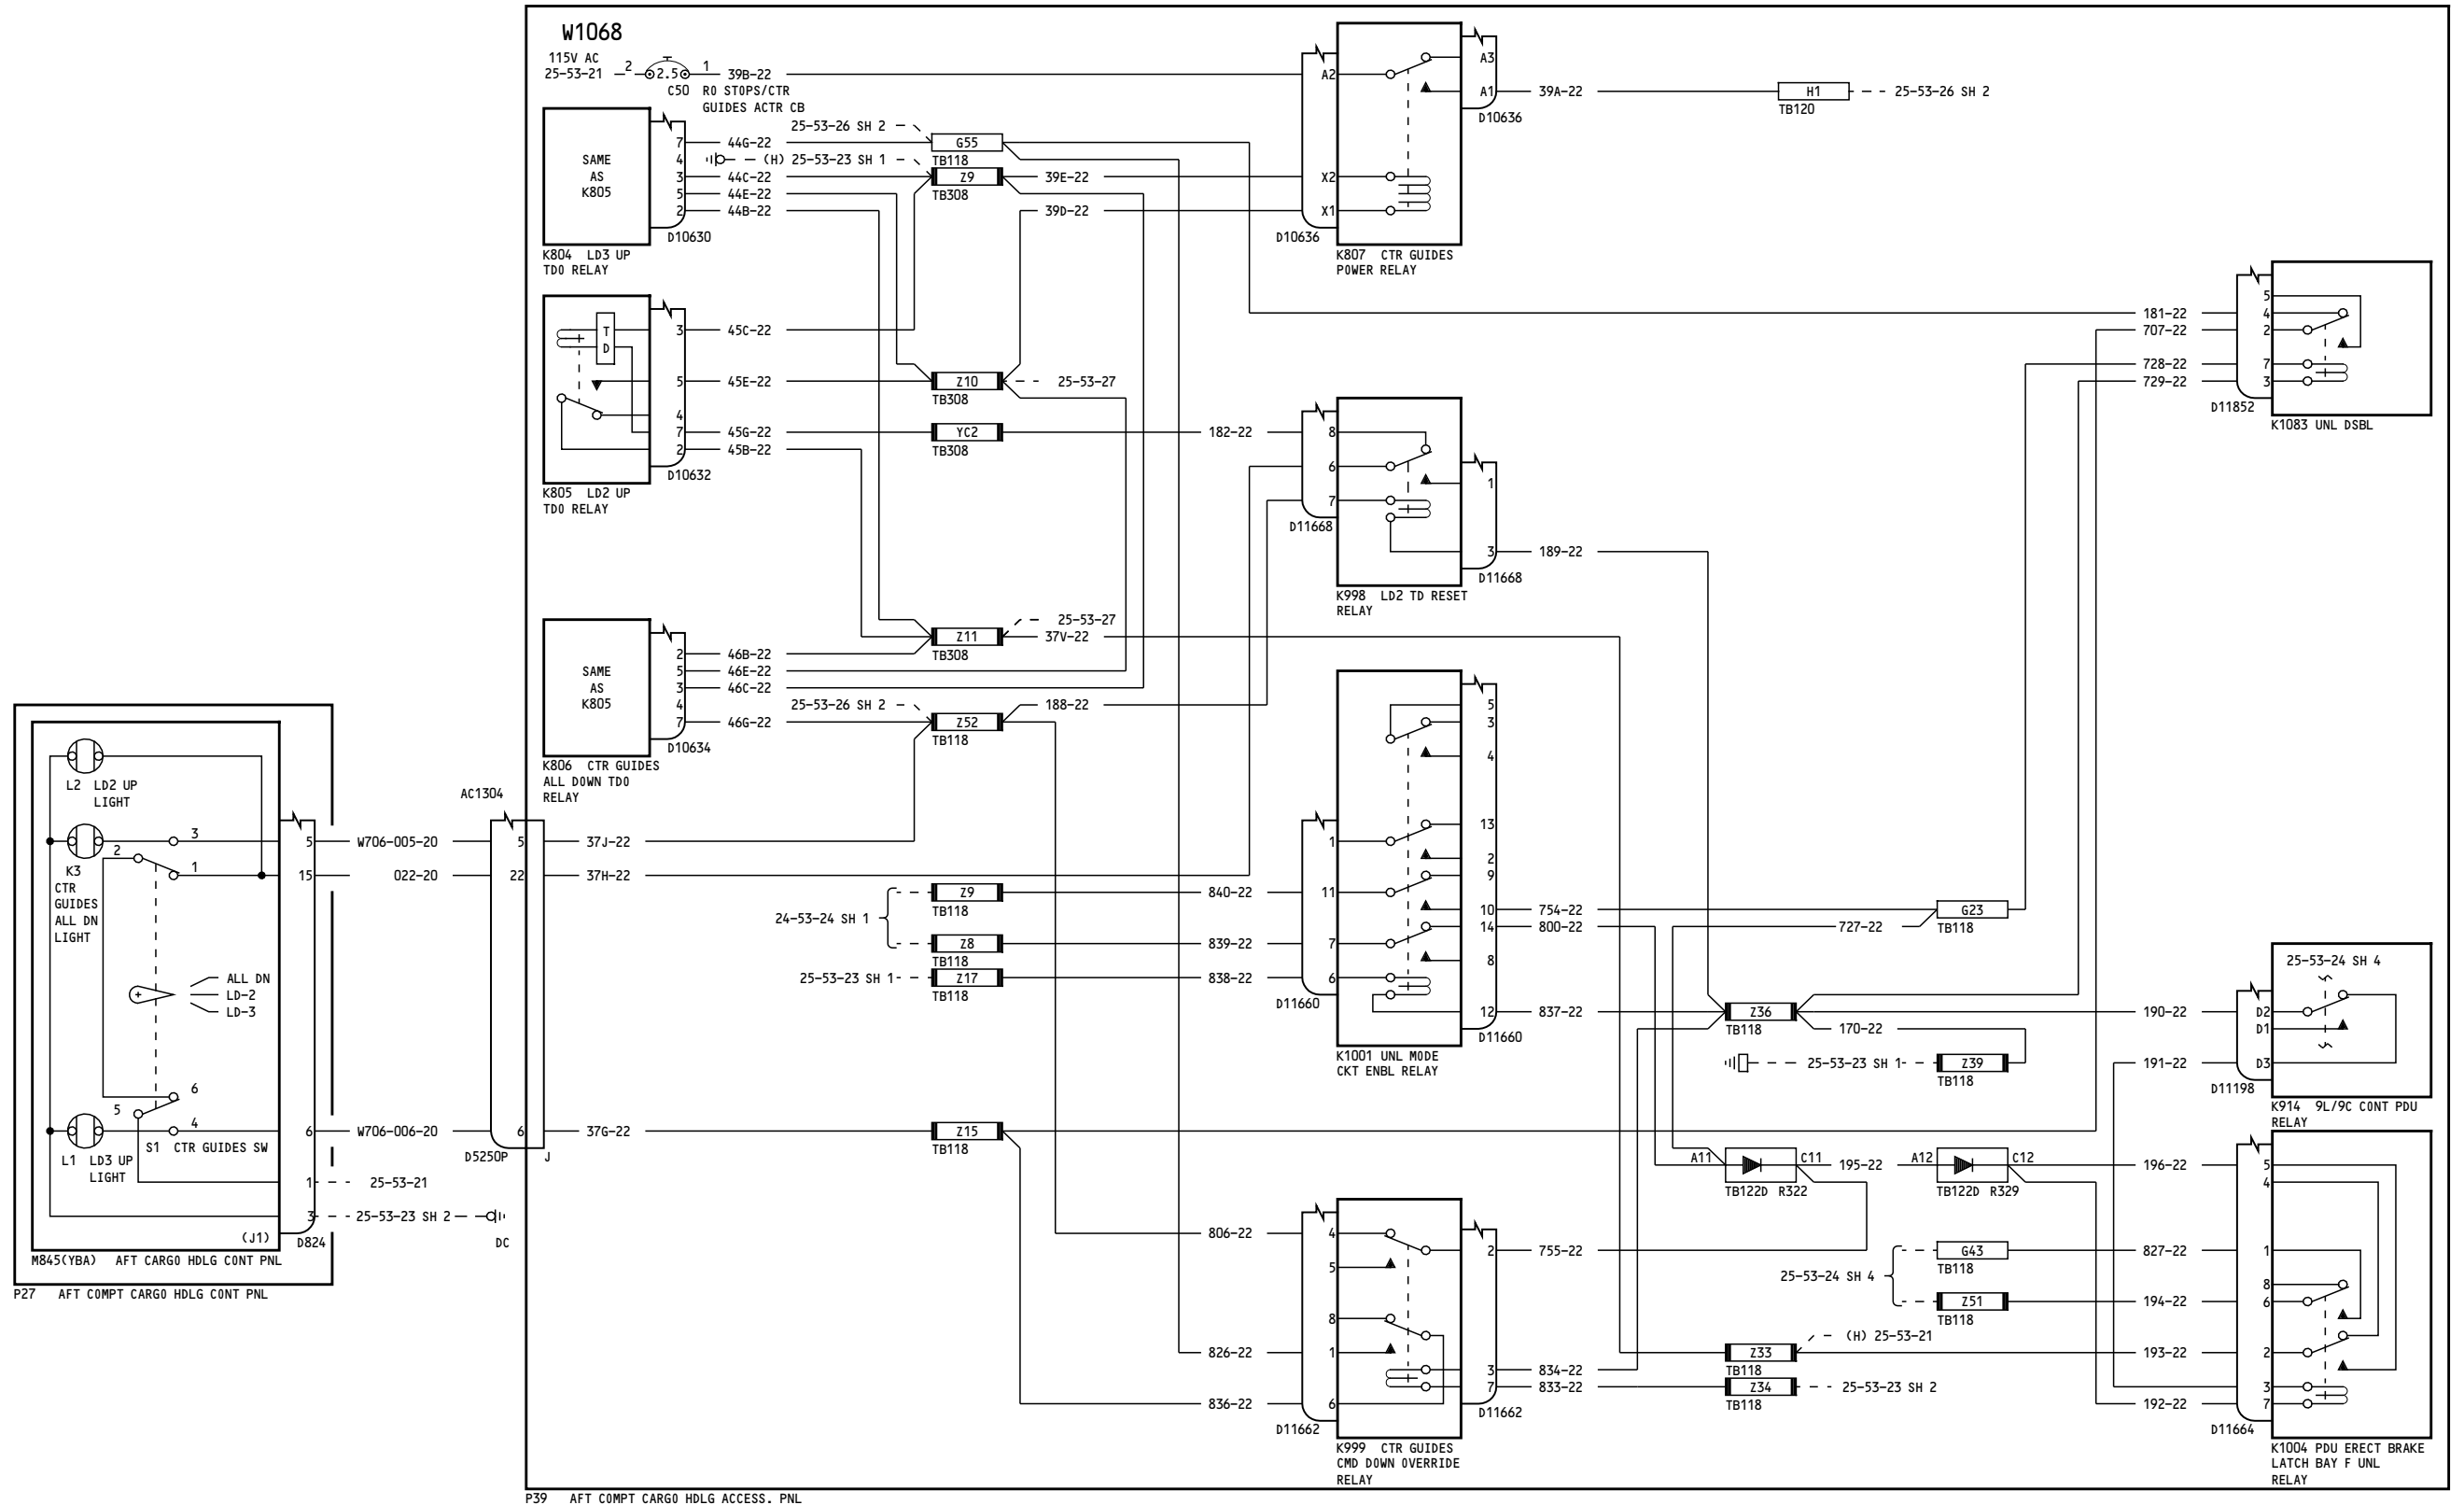 W1068
115V AC
25-53-21
2
2.5
1
39B-22
C50 RO STOPS/CTR
GUIDES ACTR CB
A2
A3
A1
39A-22
H1
25-53-26 SH 2
TB120
D10636
X2
X1
D10636
K807 CTR GUIDES
POWER RELAY
SAME
AS
K805
7
4
3
5
2
44G-22
(H) 25-53-23 SH 1
44C-22
44E-22
44B-22
D10630
K804 LD3 UP
TDO RELAY
25-53-26 SH 2
G55
TB118
Z9
TB308
39E-22
39D-22
T
D
3
5
4
7
2
45C-22
45E-22
45G-22
45B-22
D10632
K805 LD2 UP
TDO RELAY
Z10
TB308
25-53-27
YC2
TB308
182-22
8
6
7
1
3
D11668
D11668
189-22
K998 LD2 TD RESET
RELAY
181-22
707-22
728-22
729-22
5
4
2
7
3
D11852
K1083 UNL DSBL
SAME
AS
K805
2
5
3
4
7
46B-22
46E-22
46C-22
46G-22
D10634
K806 CTR GUIDES
ALL DOWN TDO
RELAY
Z11
TB308
25-53-27
37V-22
25-53-26 SH 2
188-22
Z52
TB118
L2 LD2 UP
LIGHT
K3
CTR
GUIDES
ALL DN
LIGHT
3
2
1
ALL DN
LD-2
LD-3
6
5
4
S1 CTR GUIDES SW
L1 LD3 UP
LIGHT
5
15
6
1
3
(J1)
D824
M845(YBA) AFT CARGO HDLG CONT PNL
P27 AFT COMPT CARGO HDLG CONT PNL
W706-005-20
022-20
W706-006-20
25-53-21
25-53-23 SH 2
DC
AC1304
5
22
6
D5250P
J
37J-22
37H-22
37G-22
24-53-24 SH 1
Z9
TB118
Z8
TB118
25-53-23 SH 1
Z17
TB118
840-22
839-22
838-22
1
11
7
6
D11660
5
3
4
13
2
9
10
14
8
12
D11660
K1001 UNL MODE
CKT ENBL RELAY
754-22
800-22
837-22
727-22
G23
TB118
Z36
TB118
170-22
25-53-23 SH 1
Z39
TB118
190-22
191-22
25-53-24 SH 4
D2
D1
D3
D11198
K914 9L/9C CONT PDU
RELAY
Z15
TB118
A11
C11
195-22
A12
C12
TB122D R322
TB122D R329
196-22
806-22
826-22
836-22
4
5
8
1
6
D11662
2
3
7
D11662
K999 CTR GUIDES
CMD DOWN OVERRIDE
RELAY
755-22
834-22
833-22
25-53-24 SH 4
G43
TB118
Z51
TB118
(H) 25-53-21
Z33
TB118
Z34
TB118
25-53-23 SH 2
827-22
194-22
193-22
192-22
5
4
1
8
6
2
3
7
D11664
K1004 PDU ERECT BRAKE
LATCH BAY F UNL
RELAY
P39 AFT COMPT CARGO HDLG ACCESS. PNL